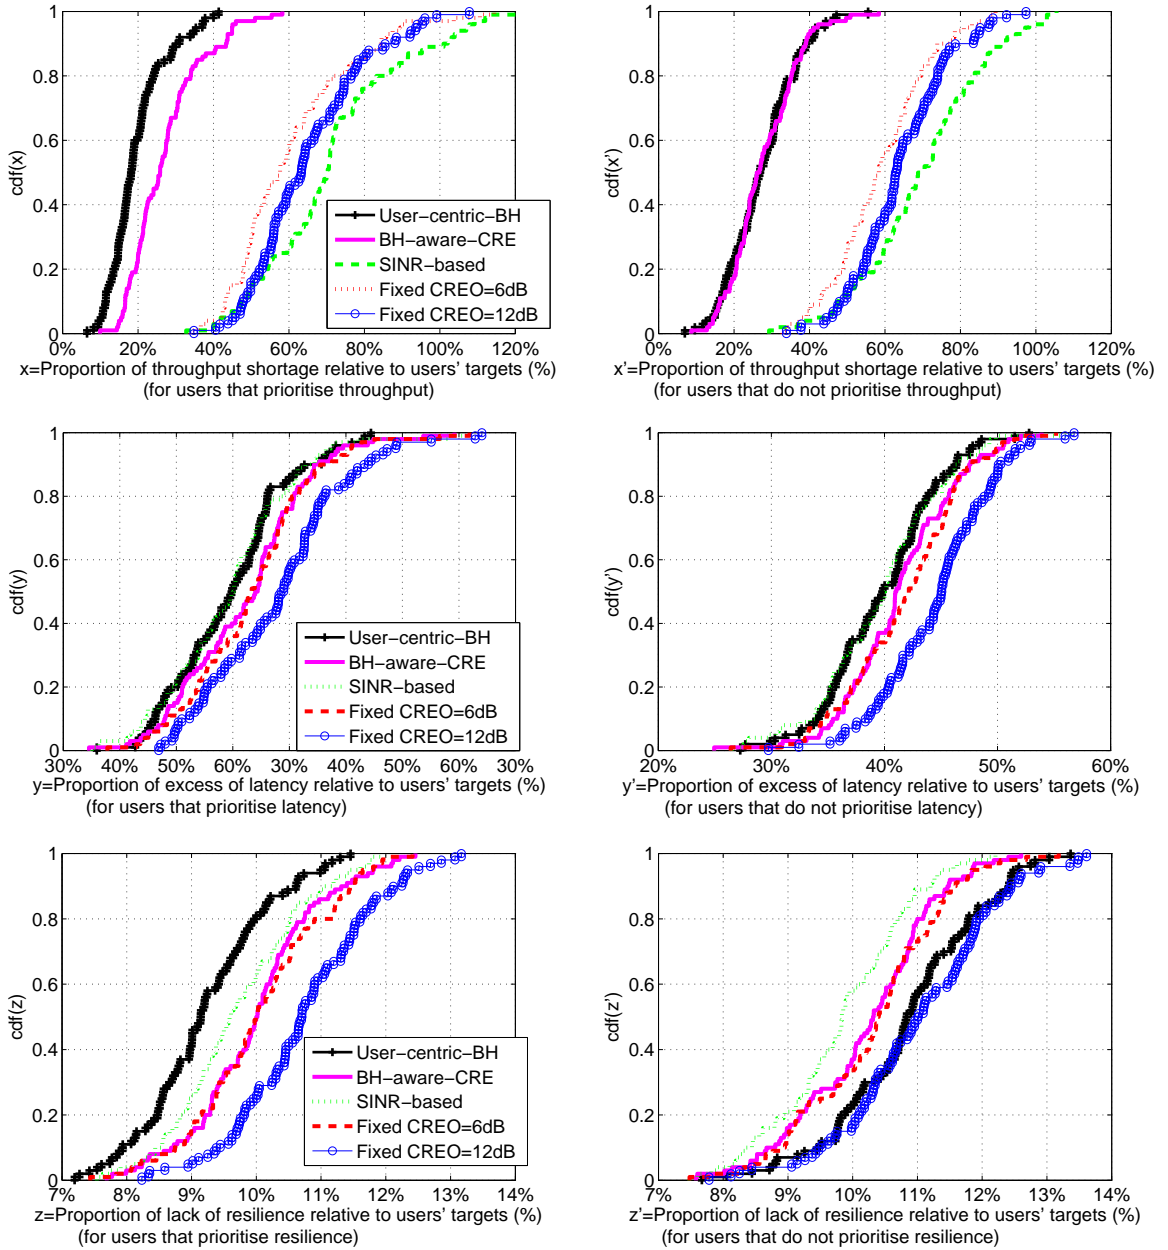 1
0.8
0.6
0.4
0.2
0
cdf(x)
User−centric−BH
BH−aware−CRE
SINR−based
Fixed CREO=6dB
Fixed CREO=12dB
0% 20% 40% 60% 80% 100% 120%
x=Proportion of throughput shortage relative to users' targets (%)
(for users that prioritise throughput)
1
0.8
0.6
0.4
0.2
0
cdf(x')
0% 20% 40% 60% 80% 100% 120%
x'=Proportion of throughput shortage relative to users' targets (%)
(for users that do not prioritise throughput)
1
0.8
0.6
0.4
0.2
0
cdf(y)
User−centric−BH
BH−aware−CRE
SINR−based
Fixed CREO=6dB
Fixed CREO=12dB
30% 40% 50% 60% 30% 40% 50% 60% 30%
y=Proportion of excess of latency relative to users' targets (%)
(for users that prioritise latency)
1
0.8
0.6
0.4
0.2
0
cdf(y')
20% 30% 40% 50% 60%
y'=Proportion of excess of latency relative to users' targets (%)
(for users that do not prioritise latency)
1
0.8
0.6
0.4
0.2
0
cdf(z)
User−centric−BH
BH−aware−CRE
SINR−based
Fixed CREO=6dB
Fixed CREO=12dB
7% 8% 9% 10% 11% 12% 13% 14%
z=Proportion of lack of resilience relative to users' targets (%)
(for users that prioritise resilience)
1
0.8
0.6
0.4
0.2
0
cdf(z')
7% 8% 9% 10% 11% 12% 13% 14%
z'=Proportion of lack of resilience relative to users' targets (%)
(for users that do not prioritise resilience)